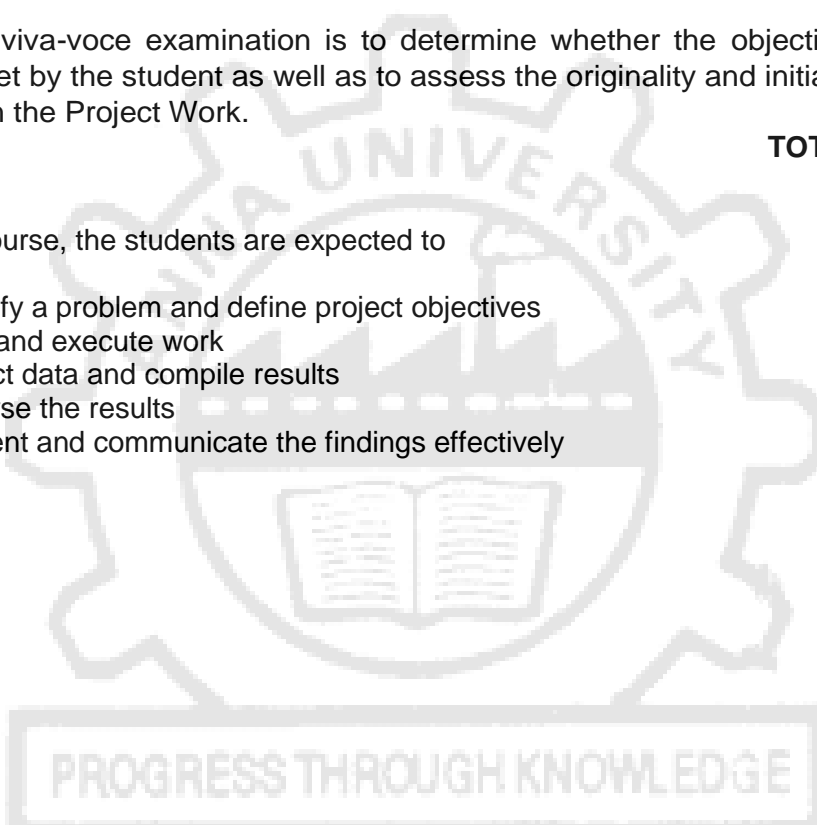 viva-voce examination is to determine whether the objecti
et by the student as well as to assess the originality and initia
n the Project Work.
TOT
ourse, the students are expected to
fy a problem and define project objectives
and execute work
ct data and compile results
se the results
ent and communicate the findings effectively
UNIVERSITY
PROGRESS THROUGH KNOWLEDGE